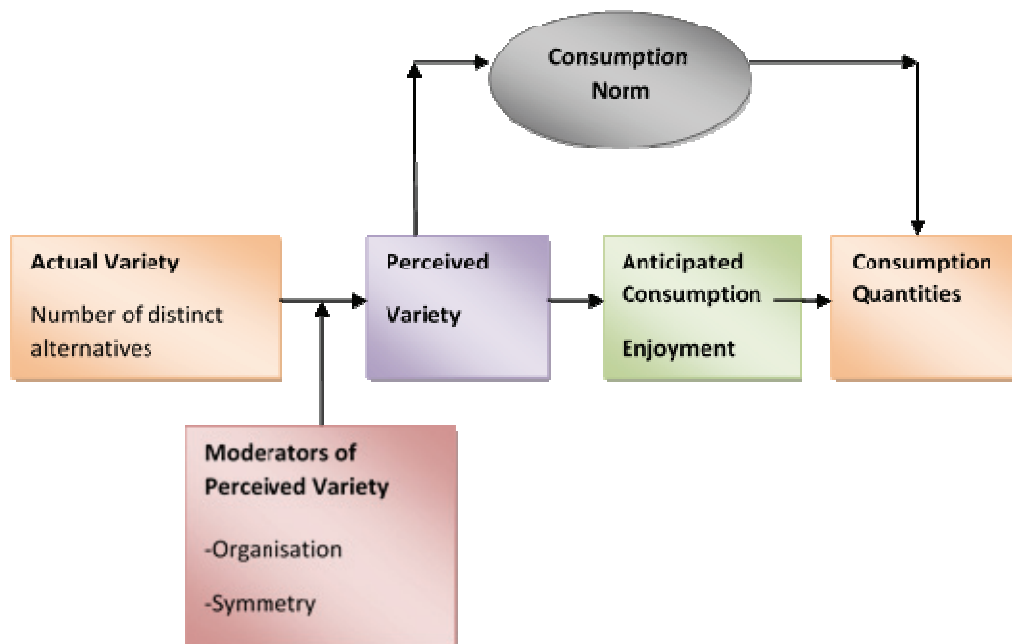 Consumption
Norm
Actual Variety
Number of distinct
alternatives
Perceived
Variety
Anticipated
Consumption
Enjoyment
Consumption
Quantities
Moderators of
Perceived Variety
-Organisation
-Symmetry